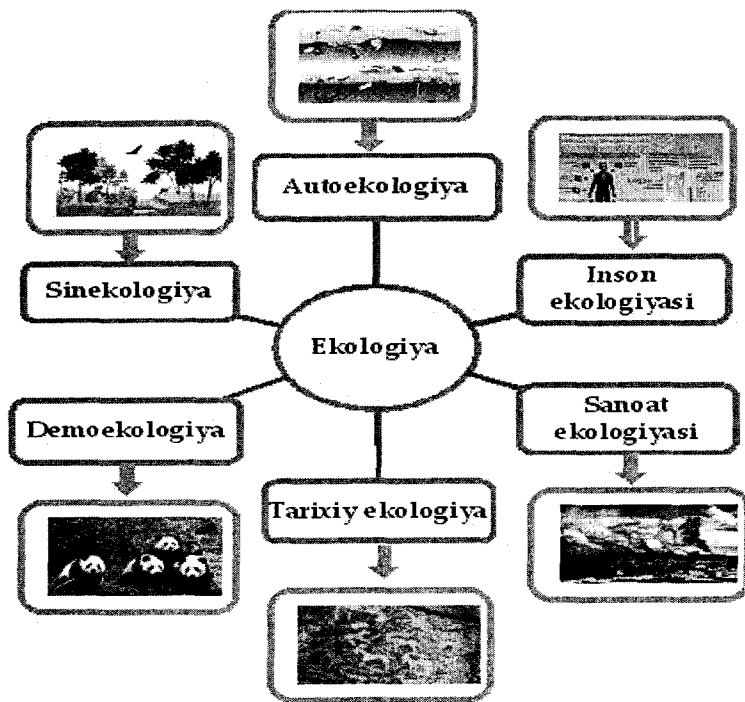 Autoekologiya
Sinekologiya
Inson
ekologiyasi
Ekologiya
Demoekologiya
Sanoat
ekologiyasi
Tarixiy ekologiya